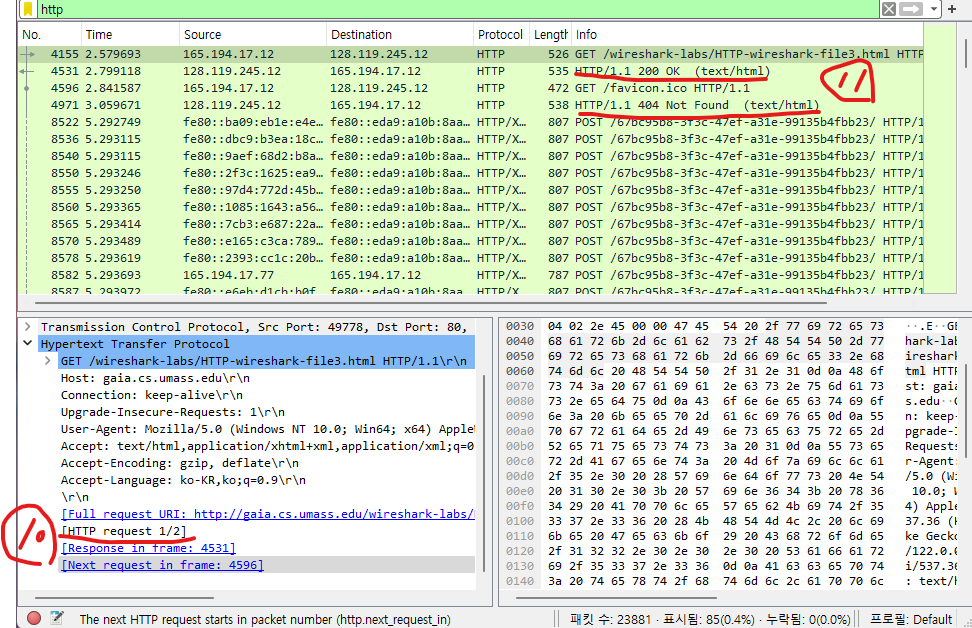 http
No. Time Source Destination Protocol Length Info
4155 2.579693 165.194.17.12 128.119.245.12 HTTP 526 GET /wireshark-labs/HTTP-wireshark-file3.html HTTP
4531 2.799118 128.119.245.12 165.194.17.12 HTTP 535 HTTP/1.1 200 OK (text/html)
4596 2.841587 165.194.17.12 128.119.245.12 HTTP 472 GET /favicon.ico HTTP/1.1
11
4971 3.059671 128.119.245.12 165.194.17.12 HTTP 538 HTTP/1.1 404 Not Found (text/html)
8522 5.292749 fe80::ba09:eb1e:e4e… fe80::eda9:a10b:8aa… HTTP/X… 807 POST /67bc95b8-3f3c-47ef-a31e-99135b4fbb23/ HTTP/1
8536 5.293115 fe80::dbc9:b3ea:18c… fe80::eda9:a10b:8aa… HTTP/X… 807 POST /67bc95b8-3f3c-47ef-a31e-99135b4fbb23/ HTTP/1
8540 5.293115 fe80::9aef:68d2:b8a… fe80::eda9:a10b:8aa… HTTP/X… 807 POST /67bc95b8-3f3c-47ef-a31e-99135b4fbb23/ HTTP/1
8550 5.293246 fe80::2f3c:1625:ea9… fe80::eda9:a10b:8aa… HTTP/X… 807 POST /67bc95b8-3f3c-47ef-a31e-99135b4fbb23/ HTTP/1
8555 5.293250 fe80::97d4:772d:45b… fe80::eda9:a10b:8aa… HTTP/X… 807 POST /67bc95b8-3f3c-47ef-a31e-99135b4fbb23/ HTTP/1
8560 5.293365 fe80::1085:1643:a56… fe80::eda9:a10b:8aa… HTTP/X… 807 POST /67bc95b8-3f3c-47ef-a31e-99135b4fbb23/ HTTP/1
8565 5.293414 fe80::7cb3:e687:22a… fe80::eda9:a10b:8aa… HTTP/X… 807 POST /67bc95b8-3f3c-47ef-a31e-99135b4fbb23/ HTTP/1
8570 5.293489 fe80::e165:c3ca:789… fe80::eda9:a10b:8aa… HTTP/X… 807 POST /67bc95b8-3f3c-47ef-a31e-99135b4fbb23/ HTTP/1
8578 5.293619 fe80::2393:cc1c:20b… fe80::eda9:a10b:8aa… HTTP/X… 807 POST /67bc95b8-3f3c-47ef-a31e-99135b4fbb23/ HTTP/1
8582 5.293693 165.194.17.77 165.194.17.12 HTTP/X… 787 POST /67bc95b8-3f3c-47ef-a31e-99135b4fbb23/ HTTP/1
8587 5.293972 fe80::e6eb:d1cb:b0f… fe80::eda9:a10b:8aa… HTTP/X… 807 POST /67bc95b8-3f3c-47ef-a31e-99135b4fbb23/ HTTP/1
Transmission Control Protocol, Src Port: 49778, Dst Port: 80,
Hypertext Transfer Protocol
GET /wireshark-labs/HTTP-wireshark-file3.html HTTP/1.1\r\n
Host: gaia.cs.umass.edu\r\n
Connection: keep-alive\r\n
Upgrade-Insecure-Requests: 1\r\n
User-Agent: Mozilla/5.0 (Windows NT 10.0; Win64; x64) Apple
Accept: text/html,application/xhtml+xml,application/xml;q=0
Accept-Encoding: gzip, deflate\r\n
Accept-Language: ko-KR,ko;q=0.9\r\n
\r\n
[Full request URI: http://gaia.cs.umass.edu/wireshark-labs/
10
[HTTP request 1/2]
[Response in frame: 4531]
[Next request in frame: 4596]
0030 04 02 2e 45 00 00 47 45 54 20 2f 77 69 72 65 73 ···.E··GE
0040 68 61 72 6b 2d 6c 61 62 73 2f 48 54 54 50 2d 77 hark-lab
0050 69 72 65 73 68 61 72 6b 2d 66 69 6c 65 33 2e 68 ireshark
0060 74 6d 6c 20 48 54 54 50 2f 31 2e 31 0d 0a 48 6f tml HTTP
0070 73 74 3a 20 67 61 69 61 2e 63 73 2e 75 6d 61 73 st: gaia
0080 73 2e 65 64 75 0d 0a 43 6f 6e 6e 65 63 74 69 6f s.edu··C
0090 6e 3a 20 6b 65 65 70 2d 61 6c 69 76 65 0d 0a 55 n: keep-
00a0 70 67 72 61 64 65 2d 49 6e 73 65 63 75 72 65 2d pgrade-I
00b0 52 65 71 75 65 73 74 73 3a 20 31 0d 0a 55 73 65 Requests
00c0 72 2d 41 67 65 6e 74 3a 20 4d 6f 7a 69 6c 6c 61 r-Agent:
00d0 2f 35 2e 30 20 28 57 69 6e 64 6f 77 73 20 4e 54 /5.0 (Wi
00e0 20 31 30 2e 30 3b 20 57 69 6e 36 34 3b 20 78 36 10.0; W
00f0 34 29 20 41 70 70 6c 65 57 65 62 4b 69 74 2f 35 4) Apple
0100 33 37 2e 33 36 20 28 4b 48 54 4d 4c 2c 20 6c 69 37.36 (K
0110 6b 65 20 47 65 63 6b 6f 29 20 43 68 72 6f 6d 65 ke Gecko
0120 2f 31 32 32 2e 30 2e 30 2e 30 20 53 61 66 61 72 /122.0.0
0130 69 2f 35 33 37 2e 33 36 0d 0a 41 63 63 65 70 74 i/537.36
0140 3a 20 74 65 78 74 2f 68 74 6d 6c 2c 61 70 70 6c : text/h
The next HTTP request starts in packet number (http.next_request_in) 패킷 수: 23881 · 표시됨: 85(0.4%) · 누락됨: 0(0.0%) 프로필: Default